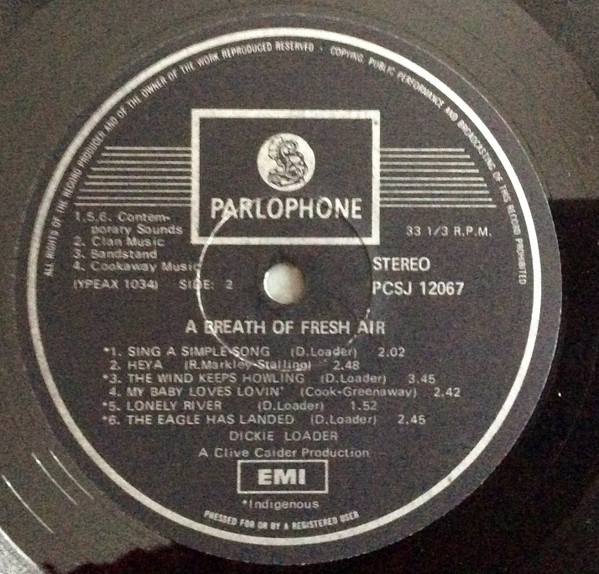 ALL RIGHTS OF THE RECORD PRODUCER AND OF THE OWNER OF THE WORK REPRODUCED RESERVED · COPYING, PUBLIC PERFORMANCE AND BROADCASTING OF THIS RECORD PROHIBITED
PARLOPHONE
1,5,6. Contem-
porary Sounds
2. Clan Music
3. Bandstand
4. Cookaway Music
33 1/3 R.P.M.
STEREO
(YPEAX 1034) SIDE: 2
PCSJ 12067
A BREATH OF FRESH AIR
*1. SING A SIMPLE SONG (D.Loader) 2.02
2. HEYA (R.Markley-Stalling) 2.48
*3. THE WIND KEEPS HOWLING (D.Loader) 3.45
4. MY BABY LOVES LOVIN' (Cook-Greenaway) 2.42
*5. LONELY RIVER (D.Loader) 1.52
*6. THE EAGLE HAS LANDED (D.Loader) 2.45
DICKIE LOADER
A Clive Calder Production
EMI
*Indigenous
PRESSED FOR OR BY A REGISTERED USER